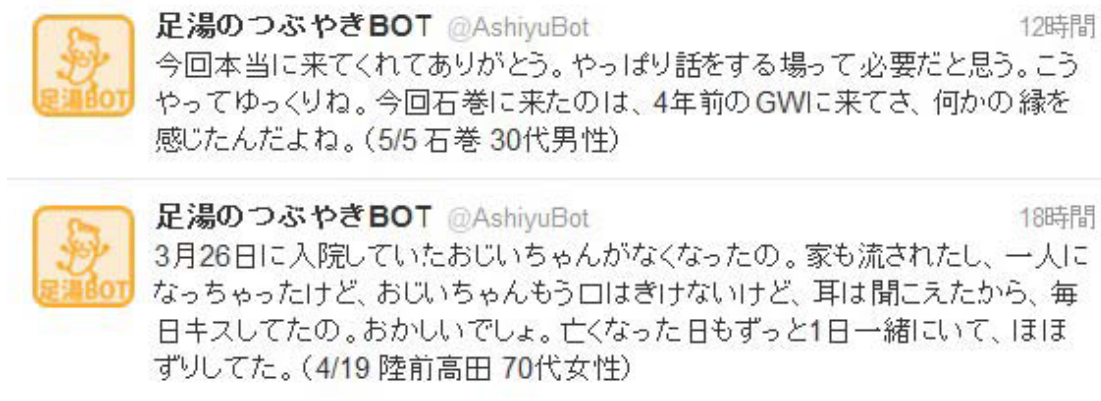 足湯のつぶやきBOT @AshiyuBot 12時間
今回本当に来てくれてありがとう。やっぱり話をする場って必要だと思う。こう
やってゆっくりね。今回石巻に来たのは、4年前のGWに来てさ、何かの縁を
感じたんだよね。(5/5 石巻 30代男性)
足湯BOT
足湯のつぶやきBOT @AshiyuBot 18時間
3月26日に入院していたおじいちゃんがなくなったの。家も流されたし、一人に
なっちゃったけど、おじいちゃんもう口はきけないけど、耳は聞こえたから、毎
日キスしてたの。おかしいでしょ。亡くなった日もずっと1日一緒にいて、ほほ
ずりしてた。(4/19 陸前高田 70代女性)
足湯BOT